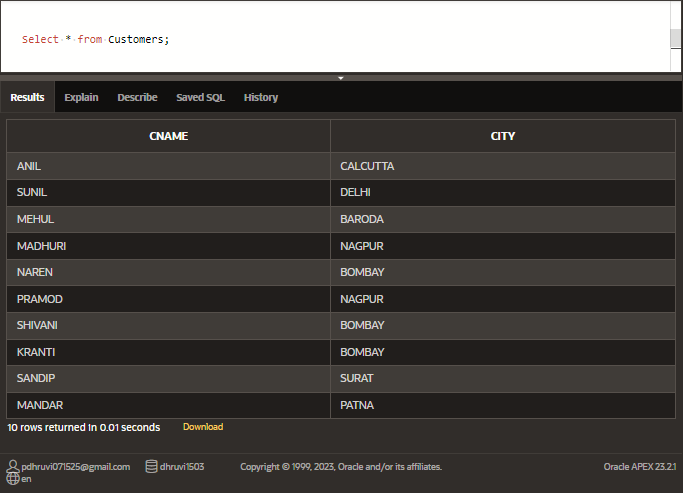 Select * from Customers;
Results Explain Describe Saved SQL History
CNAME CITY
ANIL CALCUTTA
SUNIL DELHI
MEHUL BARODA
MADHURI NAGPUR
NAREN BOMBAY
PRAMOD NAGPUR
SHIVANI BOMBAY
KRANTI BOMBAY
SANDIP SURAT
MANDAR PATNA
10 rows returned in 0.01 seconds Download
pdhruvi071525@gmail.com dhruvi1503 Copyright © 1999, 2023, Oracle and/or its affiliates. Oracle APEX 23.2.1
en